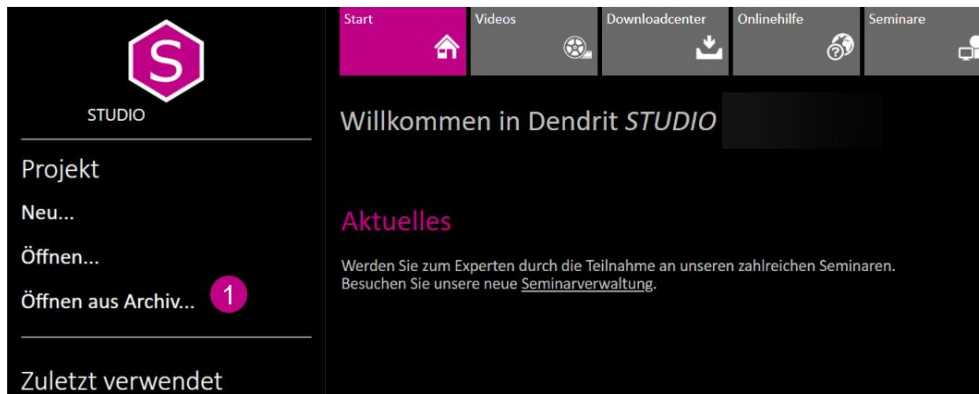 Start
Videos
Downloadcenter
Onlinehilfe
Seminare
S
STUDIO
Willkommen in Dendrit STUDIO
Projekt
Neu...
Öffnen...
Öffnen aus Archiv... 1
Zuletzt verwendet
Aktuelles
Werden Sie zum Experten durch die Teilnahme an unseren zahlreichen Seminaren.
Besuchen Sie unsere neue Seminarverwaltung.